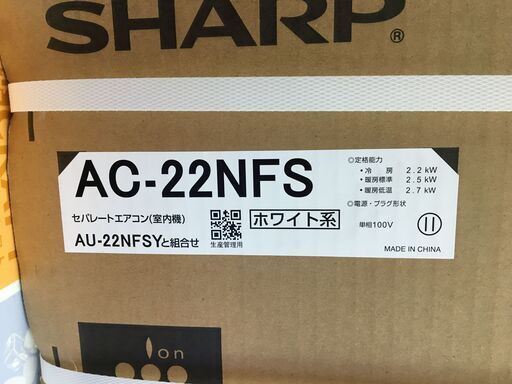 SHARP®
AC-22NFS
セパレートエアコン(室内機)
AU-22NFSYと組合せ
生産管理用
ホワイト系
◎定格能力
・冷 房 2.2 kW
・暖房標準 2.5 kW
・暖房低温 2.7 kW
◎電源・プラグ形状
単相100V
MADE IN CHINA
Ion